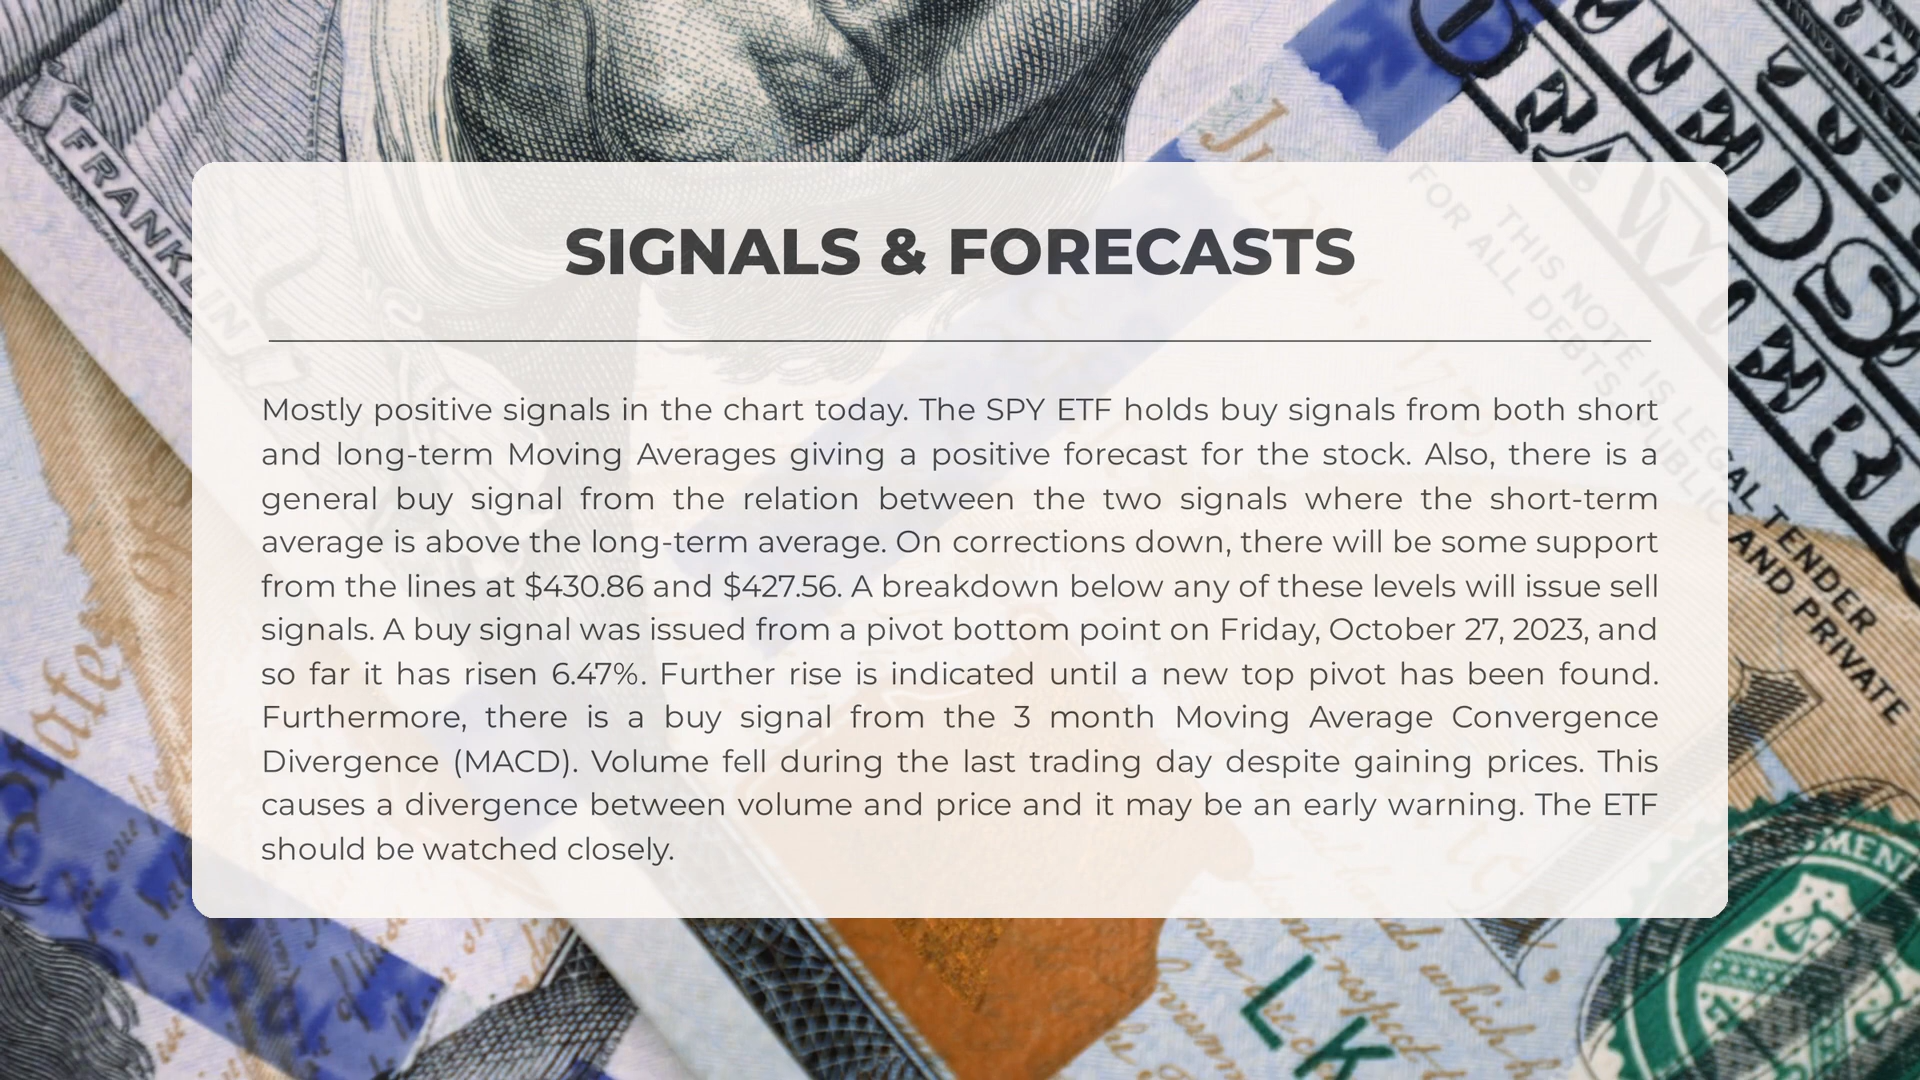 FRANKLIN
JULY 4, 177
THIS NOTE IS LEGAL TENDER
FOR ALL DEBTS, PUBLIC AND PRIVATE
SIGNALS & FORECASTS
Mostly positive signals in the chart today. The SPY ETF holds buy signals from both short
and long-term Moving Averages giving a positive forecast for the stock. Also, there is a
general buy signal from the relation between the two signals where the short-term
average is above the long-term average. On corrections down, there will be some support
from the lines at $430.86 and $427.56. A breakdown below any of these levels will issue sell
signals. A buy signal was issued from a pivot bottom point on Friday, October 27, 2023, and
so far it has risen 6.47%. Further rise is indicated until a new top pivot has been found.
Furthermore, there is a buy signal from the 3 month Moving Average Convergence
Divergence (MACD). Volume fell during the last trading day despite gaining prices. This
causes a divergence between volume and price and it may be an early warning. The ETF
should be watched closely.
LK